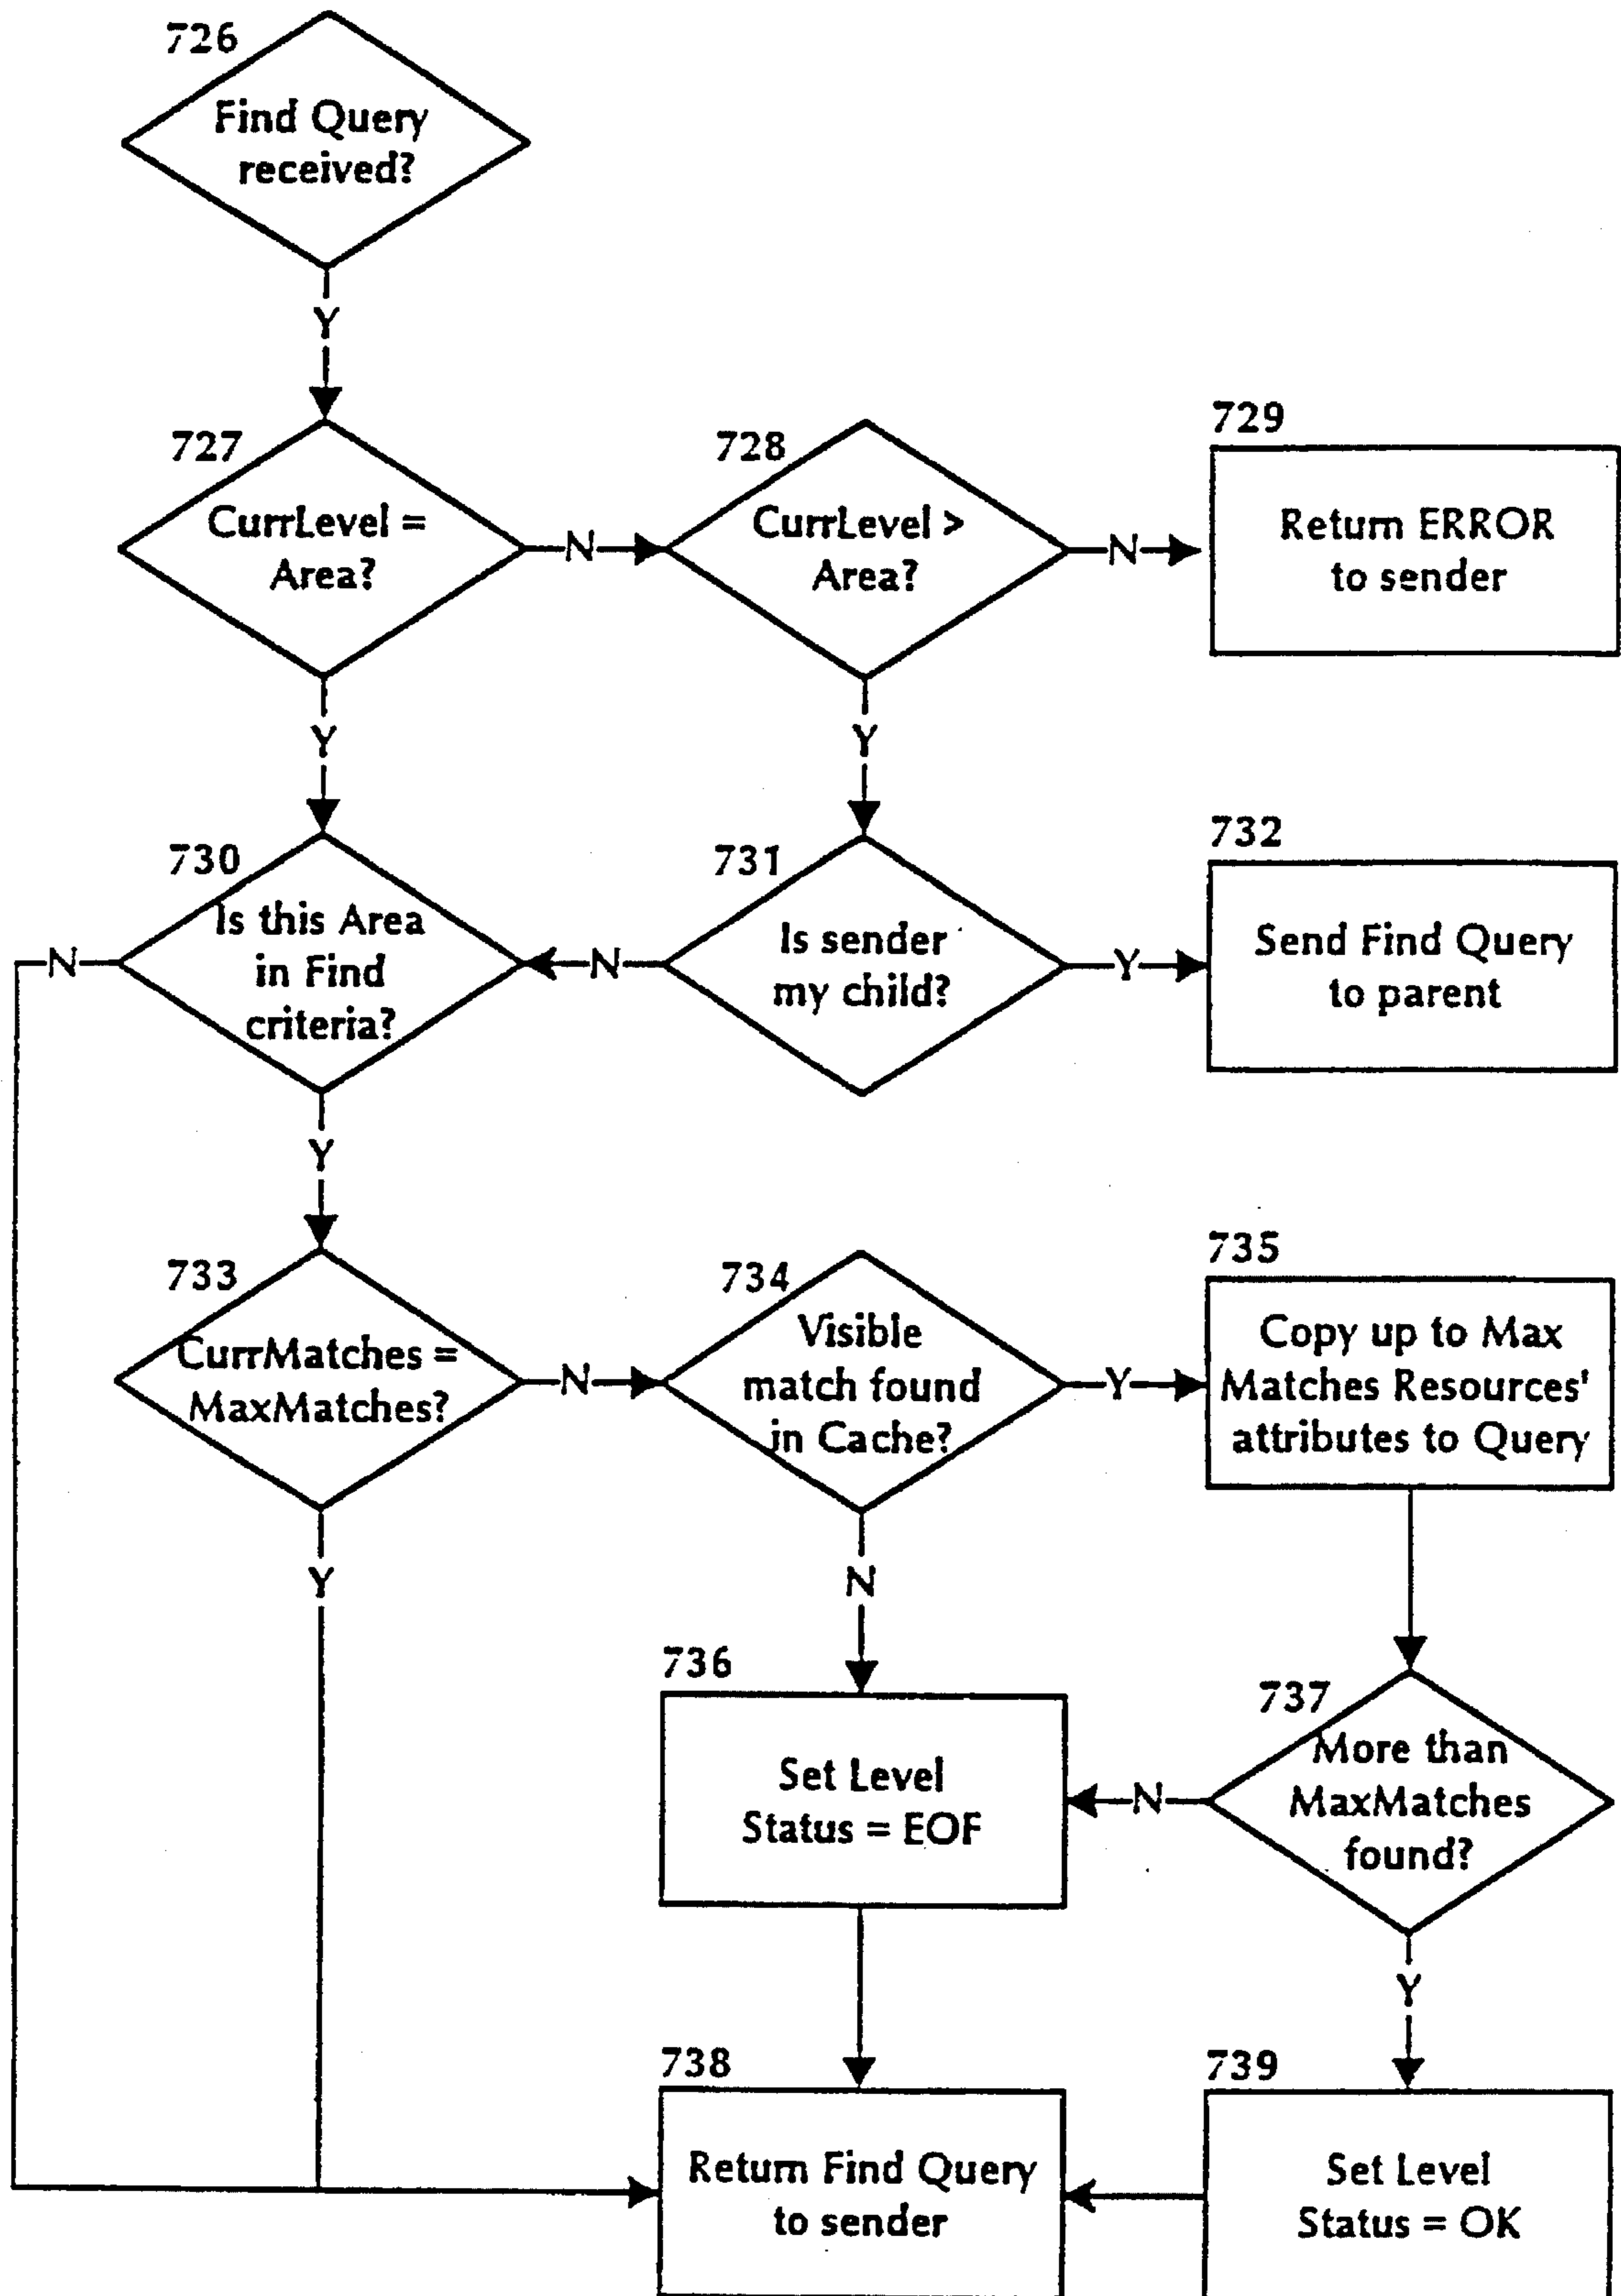 726
Find Query
received?
Y
727
CurrLevel =
Area?
N
728
CurrLevel >
Area?
N
729
Return ERROR
to sender
Y
Y
730
Is this Area
in Find
criteria?
N
N
731
Is sender
my child?
Y
732
Send Find Query
to parent
Y
733
CurrMatches =
MaxMatches?
N
734
Visible
match found
in Cache?
Y
735
Copy up to Max
Matches Resources'
attributes to Query
Y
N
736
Set Level
Status = EOF
N
737
More than
MaxMatches
found?
Y
738
Return Find Query
to sender
739
Set Level
Status = OK